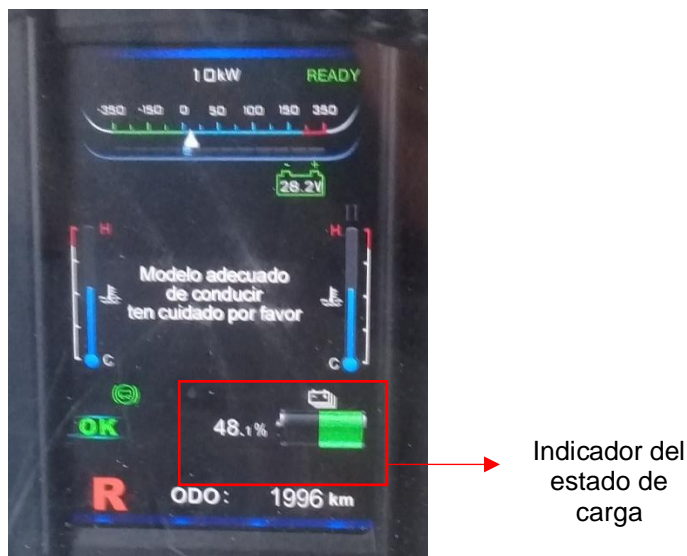 10kW READY
-350 -150 0 50 100 150 350
- +
28.2V
H H
Modelo adecuado
de conducir
ten cuidado por favor
C C
OK 48.1%
R ODO: 1996 km
Indicador del
estado de
carga